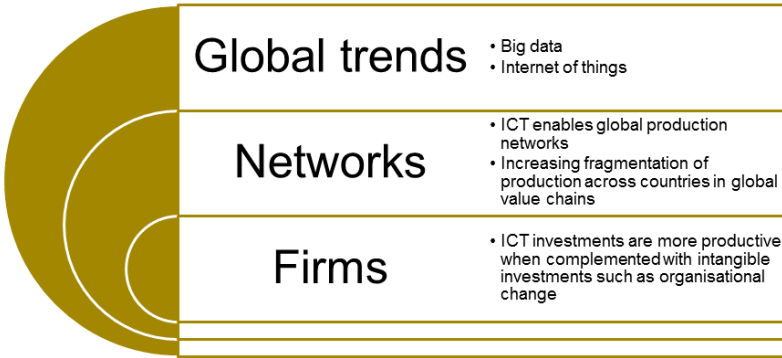 Global trends
• Big data
• Internet of things
Networks
• ICT enables global production
networks
• Increasing fragmentation of
production across countries in global
value chains
Firms
• ICT investments are more productive
when complemented with intangible
investments such as organisational
change